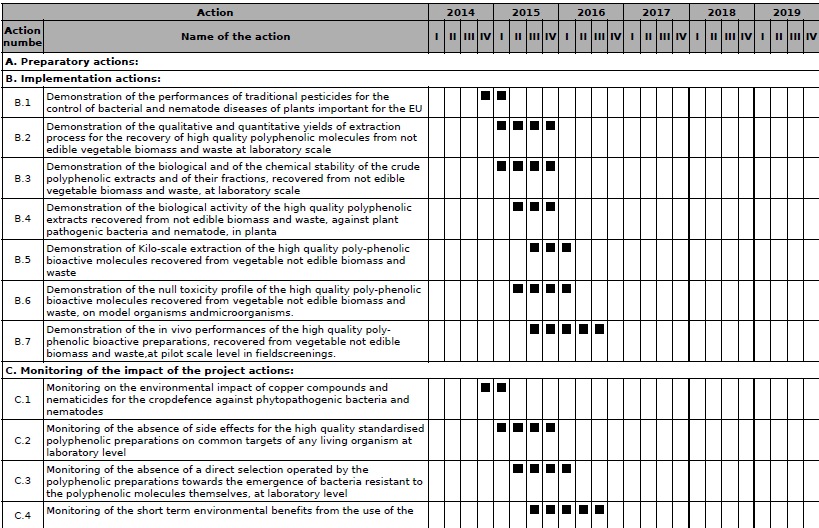 Action 2014 2015 2016 2017 2018 2019
Action
numbe Name of the action I II III IV I II III IV I II III IV I II III IV I II III IV I II III IV
A. Preparatory actions:
B. Implementation actions:
B.1 Demonstration of the performances of traditional pesticides for the
control of bacterial and nematode diseases of plants important for the EU
B.2 Demonstration of the qualitative and quantitative yields of extraction
process for the recovery of high quality polyphenolic molecules from not
edible vegetable biomass and waste at laboratory scale
B.3 Demonstration of the biological and of the chemical stability of the crude
polyphenolic extracts and of their fractions, recovered from not edible
vegetable biomass and waste, at laboratory scale
B.4 Demonstration of the biological activity of the high quality polyphenolic
extracts recovered from not edible biomass and waste, against plant
pathogenic bacteria and nematode, in planta
B.5 Demonstration of Kilo-scale extraction of the high quality poly-phenolic
bioactive molecules recovered from vegetable not edible biomass and
waste
B.6 Demonstration of the null toxicity profile of the high quality poly-phenolic
bioactive molecules recovered from vegetable not edible biomass and
waste, on model organisms andmicroorganisms.
B.7 Demonstration of the in vivo performances of the high quality poly-
phenolic bioactive preparations, recovered from vegetable not edible
biomass and waste,at pilot scale level in fieldscreenings.
C. Monitoring of the impact of the project actions:
C.1 Monitoring on the environmental impact of copper compounds and
nematicides for the cropdefence against phytopathogenic bacteria and
nematodes
C.2 Monitoring of the absence of side effects for the high quality standardised
polyphenolic preparations on common targets of any living organism at
laboratory level
C.3 Monitoring of the absence of a direct selection operated by the
polyphenolic preparations towards the emergence of bacteria resistant to
the polyphenolic molecules themselves, at laboratory level
C.4 Monitoring of the short term environmental benefits from the use of the